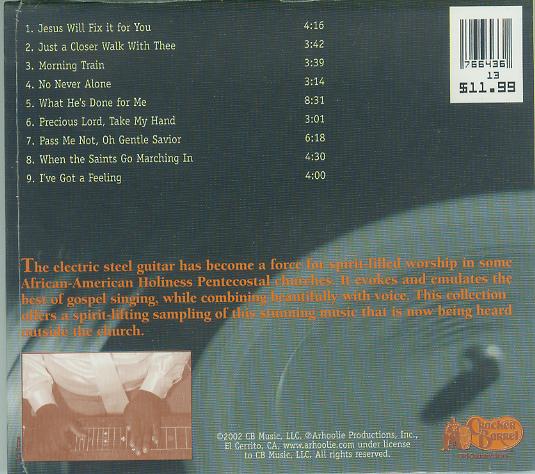 1. Jesus Will Fix it for You 4:16
2. Just a Closer Walk With Thee 3:42
3. Morning Train 3:39
4. No Never Alone 3:14
5. What He's Done for Me 8:31
6. Precious Lord, Take My Hand 3:01
7. Pass Me Not, Oh Gentle Savior 6:18
8. When the Saints Go Marching In 4:30
9. I've Got a Feeling 4:00
766436
13
$11.99
The electric steel guitar has become a force for spirit-filled worship in some
African-American Holiness Pentecostal churches. It evokes and emulates the
best of gospel singing, while combining beautifully with voice. This collection
offers a spirit-lifting sampling of this stunning music that is now being heard
outside the church.
©2002 CB Music, LLC. ℗Arhoolie Productions, Inc.,
El Cerrito, CA. www.arhoolie.com under license
to CB Music, LLC. All rights reserved.
Cracker
Barrel